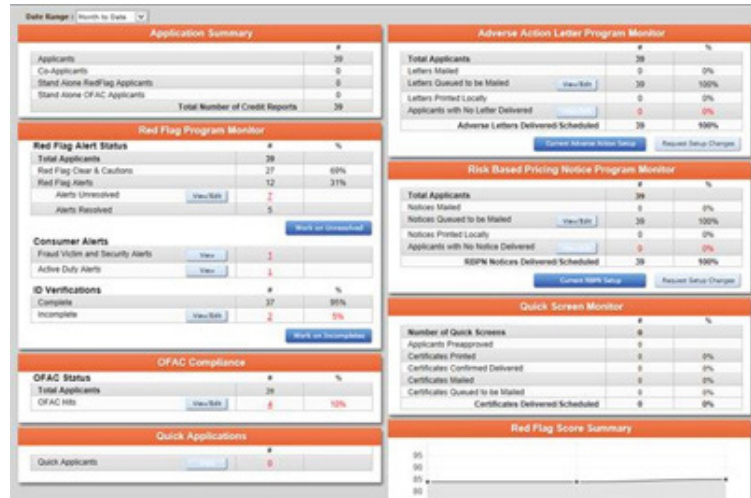 Date Range : Month to Date
Application Summary
#
Applicants 39
Co-Applicants 0
Stand Alone RedFlag Applicants 0
Stand Alone OFAC Applicants 0
Total Number of Credit Reports 39
Red Flag Program Monitor
Red Flag Alert Status # %
Total Applicants 39
Red Flag Clear & Cautions 27 69%
Red Flag Alerts 12 31%
Alerts Unresolved View/Edit 7
Alerts Resolved 5
Work on Unresolved
Consumer Alerts
Fraud Victim and Security Alerts View 1
Active Duty Alerts View 1
ID Verifications # %
Complete 37 95%
Incomplete View/Edit 2 5%
Work on Incompletes
OFAC Compliance
OFAC Status # %
Total Applicants 39
OFAC Hits View/Edit 4 10%
Quick Applications
#
Quick Applicants 0
Adverse Action Letter Program Monitor
# %
Total Applicants 39
Letters Mailed 0 0%
Letters Queued to be Mailed View/Edit 39 100%
Letters Printed Locally 0 0%
Applicants with No Letter Delivered 0 0%
Adverse Letters Delivered/Scheduled 39 100%
Current Adverse Action Setup Request Setup Changes
Risk Based Pricing Notice Program Monitor
# %
Total Applicants 39
Notices Mailed 0 0%
Notices Queued to be Mailed View/Edit 39 100%
Notices Printed Locally 0 0%
Applicants with No Notice Delivered 0 0%
RBPN Notices Delivered/Scheduled 39 100%
Current RBPN Setup Request Setup Changes
Quick Screen Monitor
# %
Number of Quick Screens 0
Applicants Preapproved 0
Certificates Printed 0 0%
Certificates Confirmed Delivered 0 0%
Certificates Mailed 0 0%
Certificates Queued to be Mailed 0 0%
Certificates Delivered/Scheduled 0 0%
Red Flag Score Summary
95
90
85
80